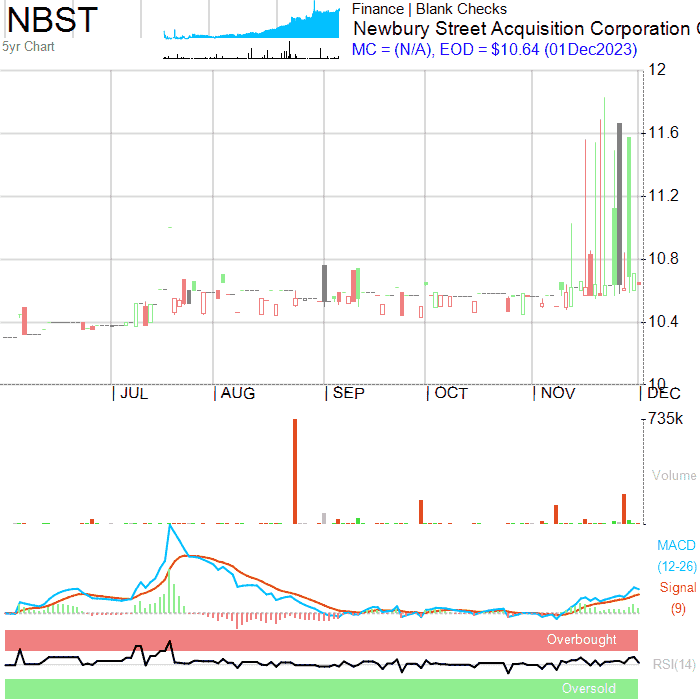 NBST
5yr Chart
Finance | Blank Checks
Newbury Street Acquisition Corporation
MC = (N/A), EOD = $10.64 (01Dec2023)
12
11.6
11.2
10.8
10.4
10
JUL AUG SEP OCT NOV DEC
735k
Volume
MACD
(12-26)
Signal
(9)
Overbought
RSI(14)
Oversold